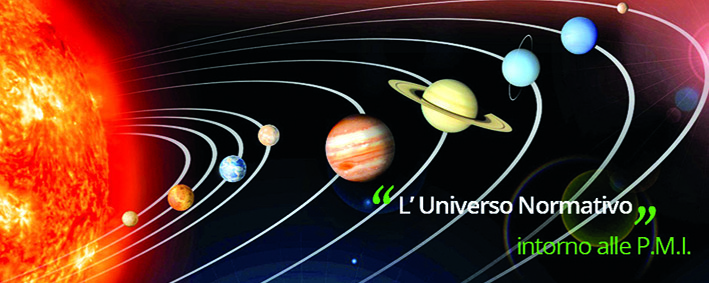 “L’ Universo Normativo”
intorno alle P.M.I.